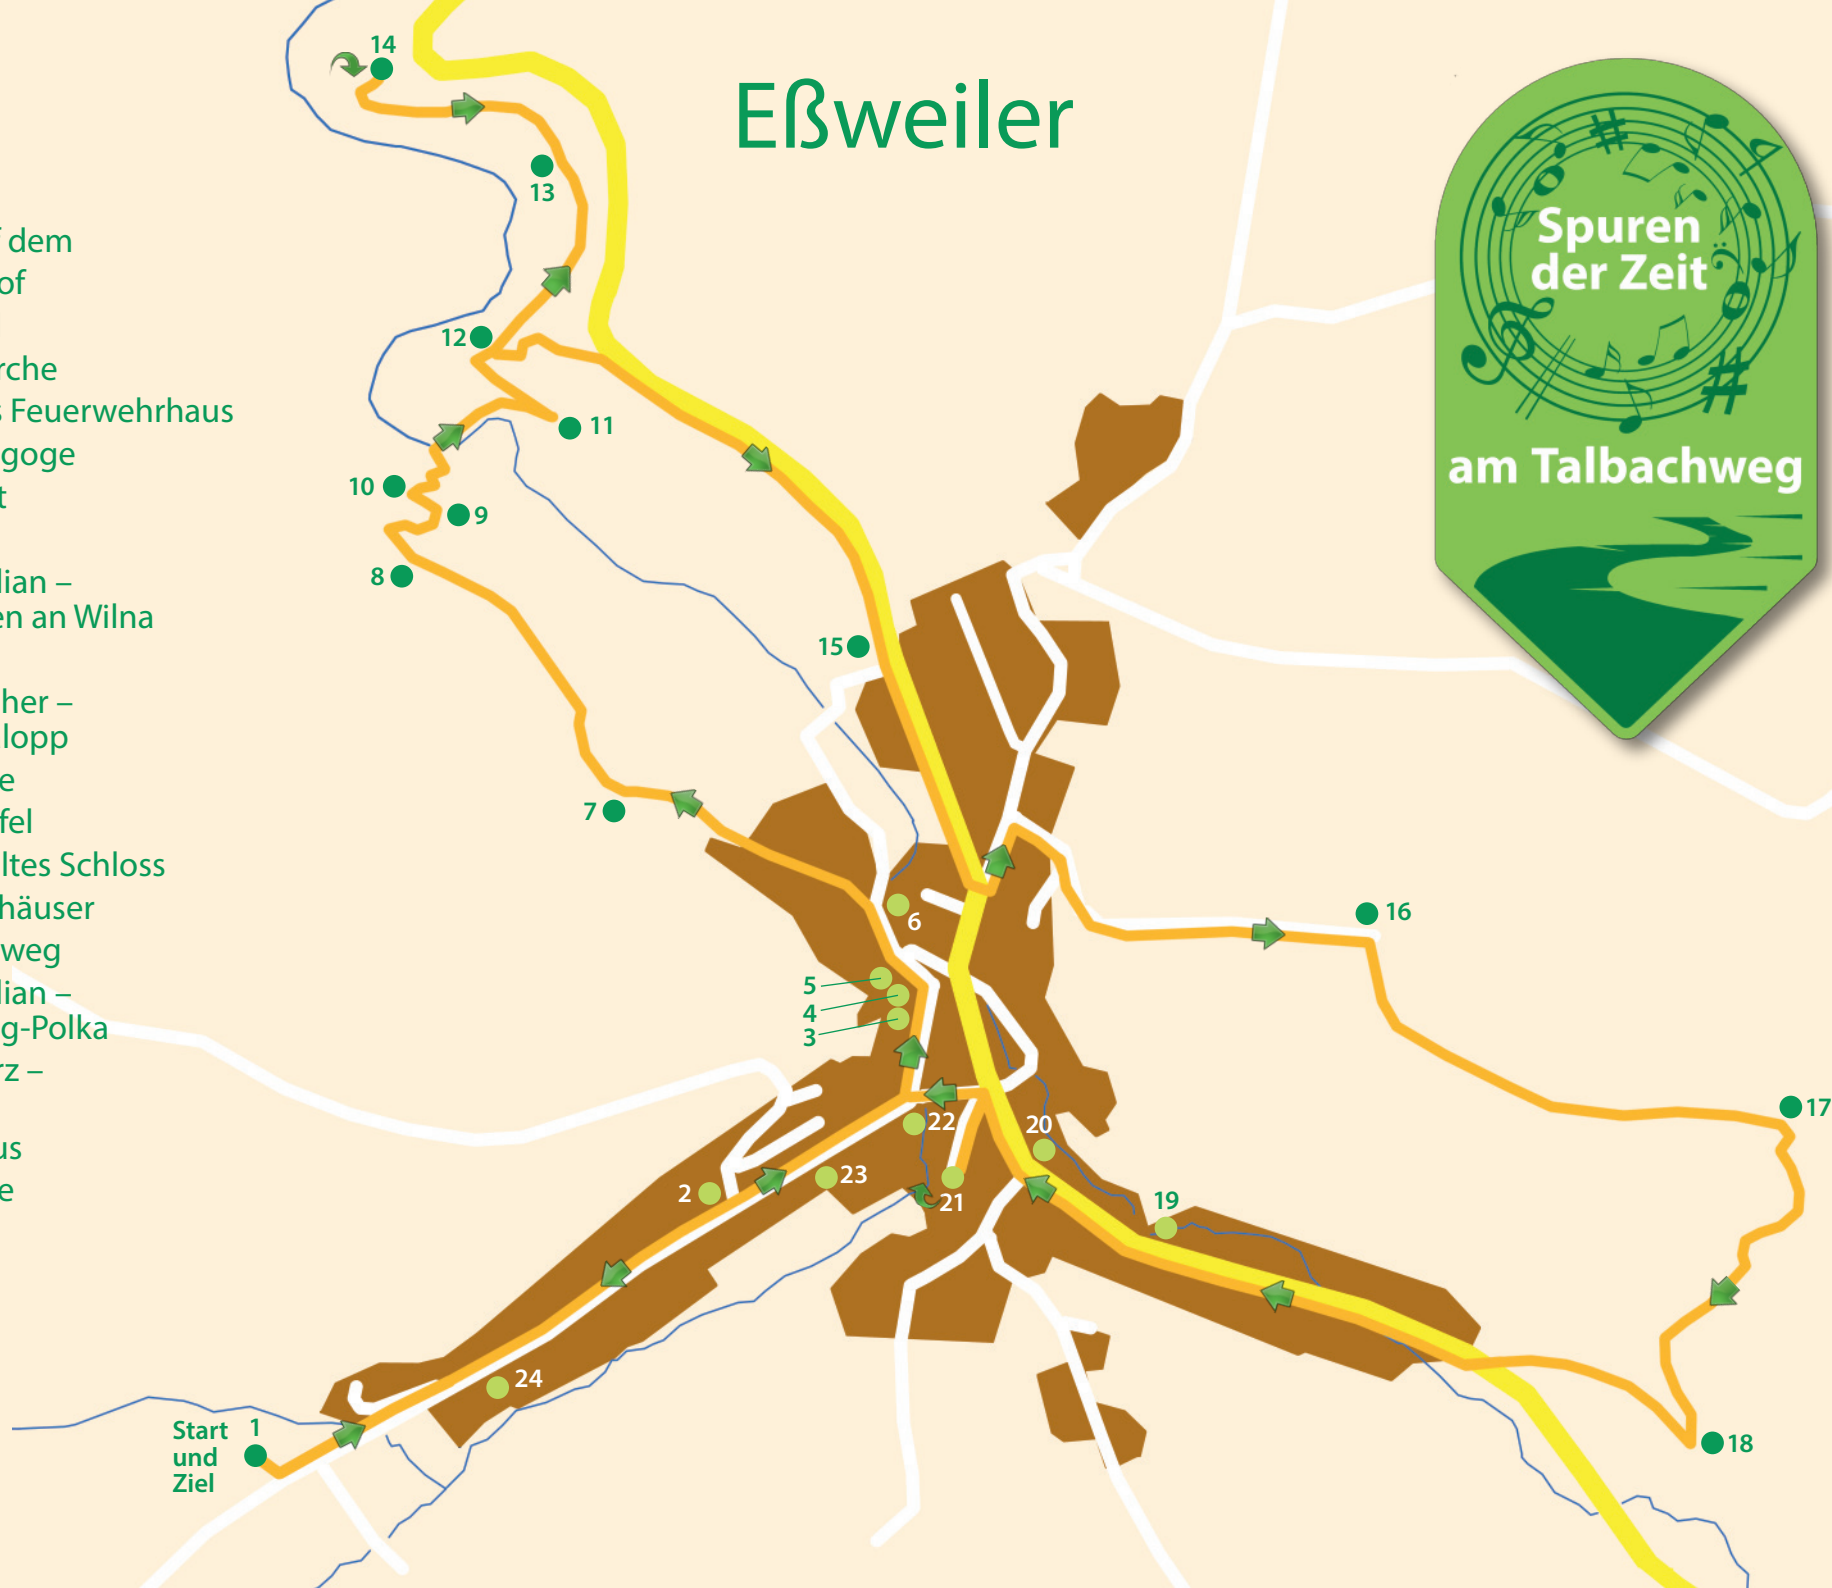 Eßweiler
Spuren
der Zeit
am Talbachweg
dem
of
rche
Feuerwehrhaus
goge
t
lian –
en an Wilna
her –
lopp
e
fel
ltes Schloss
häuser
weg
lian –
g-Polka
rz –
us
e
14
13
12
11
10
9
8
15
7
6
16
5
4
3
17
22
20
23
2
21
19
24
18
Start 1
und
Ziel